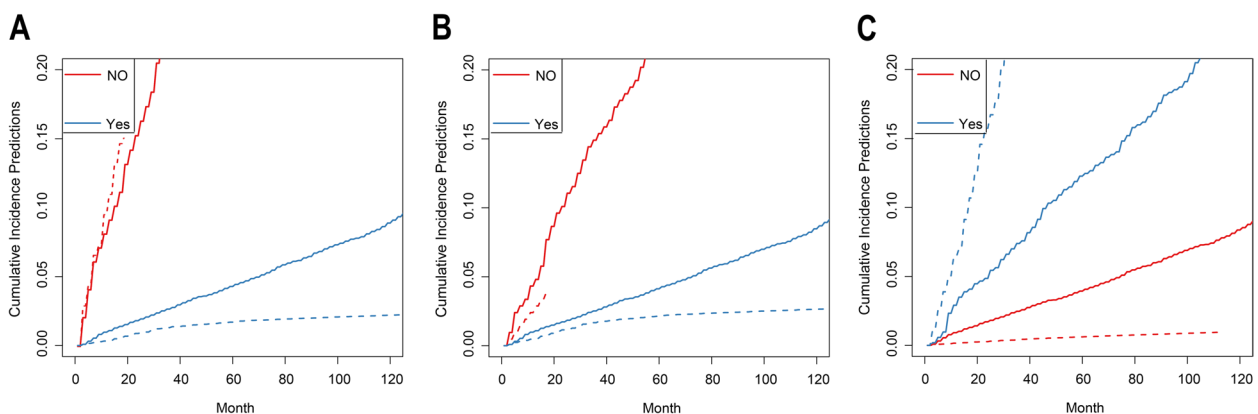 A
Cumulative Incidence Predictions
0.00 0.05 0.10 0.15 0.20
NO
Yes
0 20 40 60 80 100 120
Month
B
Cumulative Incidence Predictions
0.00 0.05 0.10 0.15 0.20
NO
Yes
0 20 40 60 80 100 120
Month
C
Cumulative Incidence Predictions
0.00 0.05 0.10 0.15 0.20
NO
Yes
0 20 40 60 80 100 120
Month